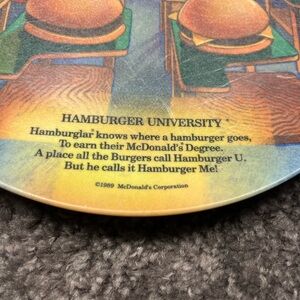 HAMBURGER UNIVERSITY
Hamburglar knows where a hamburger goes,
To earn their McDonald's Degree.
A place all the Burgers call Hamburger U.
But he calls it Hamburger Me!
©1989 McDonald's Corporation